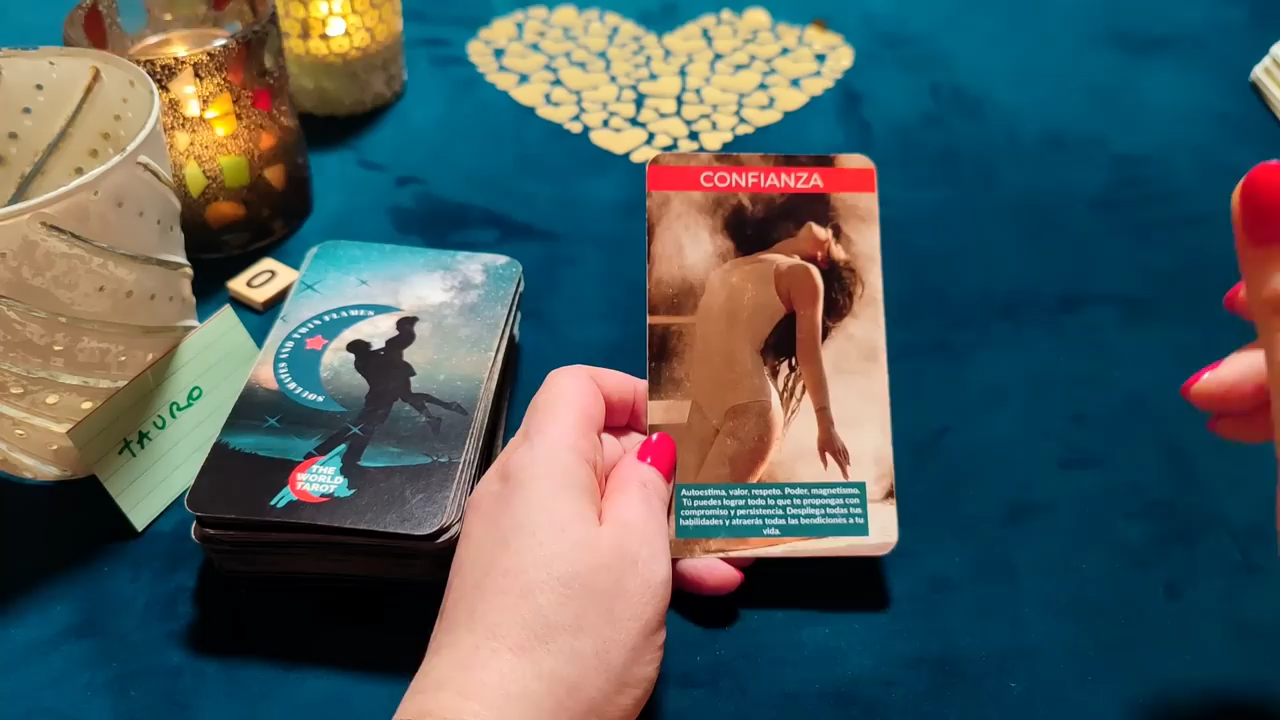 CONFIANZA
Autoestima, valor, respeto. Poder, magnetismo.
Tú puedes lograr todo lo que te propongas con
compromiso y persistencia. Despliega todas tus
habilidades y atraerás todas las bendiciones a tu
vida.
O
SOULMATES AND TWIN FLAMES
THE
WORLD
TAROT
TAURO